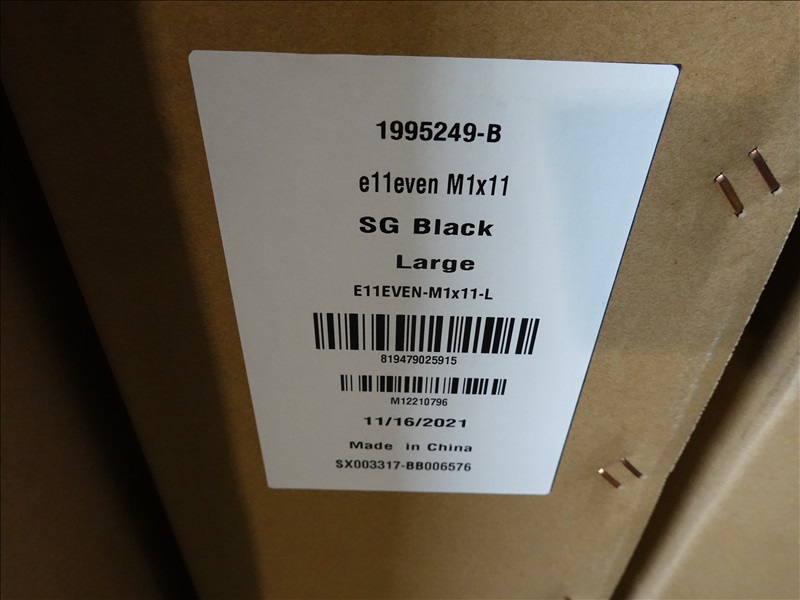 1995249-B
e11even M1x11
SG Black
Large
E11EVEN-M1x11-L
819479025915
M12210796
11/16/2021
Made in China
SX003317-BB006576